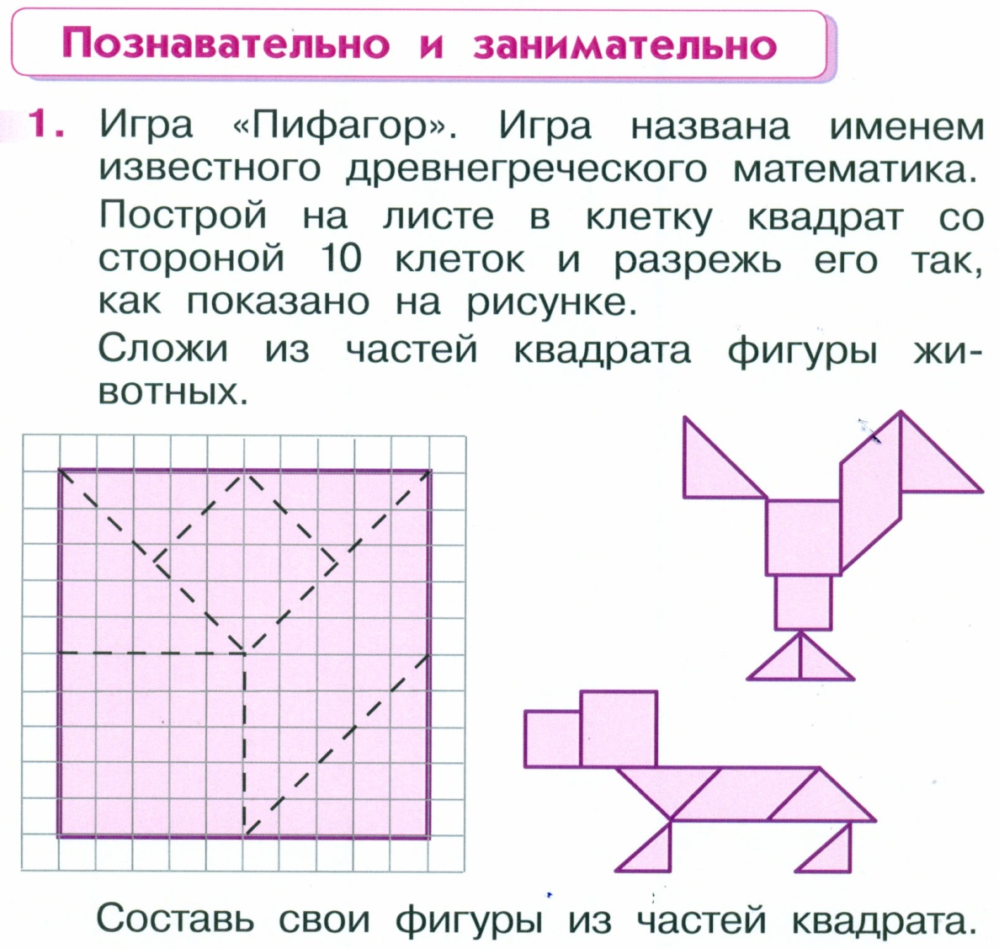 Познавательно и занимательно
1. Игра «Пифагор». Игра названа именем
известного древнегреческого математика.
Построй на листе в клетку квадрат со
стороной 10 клеток и разрежь его так,
как показано на рисунке.
Сложи из частей квадрата фигуры жи-
вотных.
Составь свои фигуры из частей квадрата.